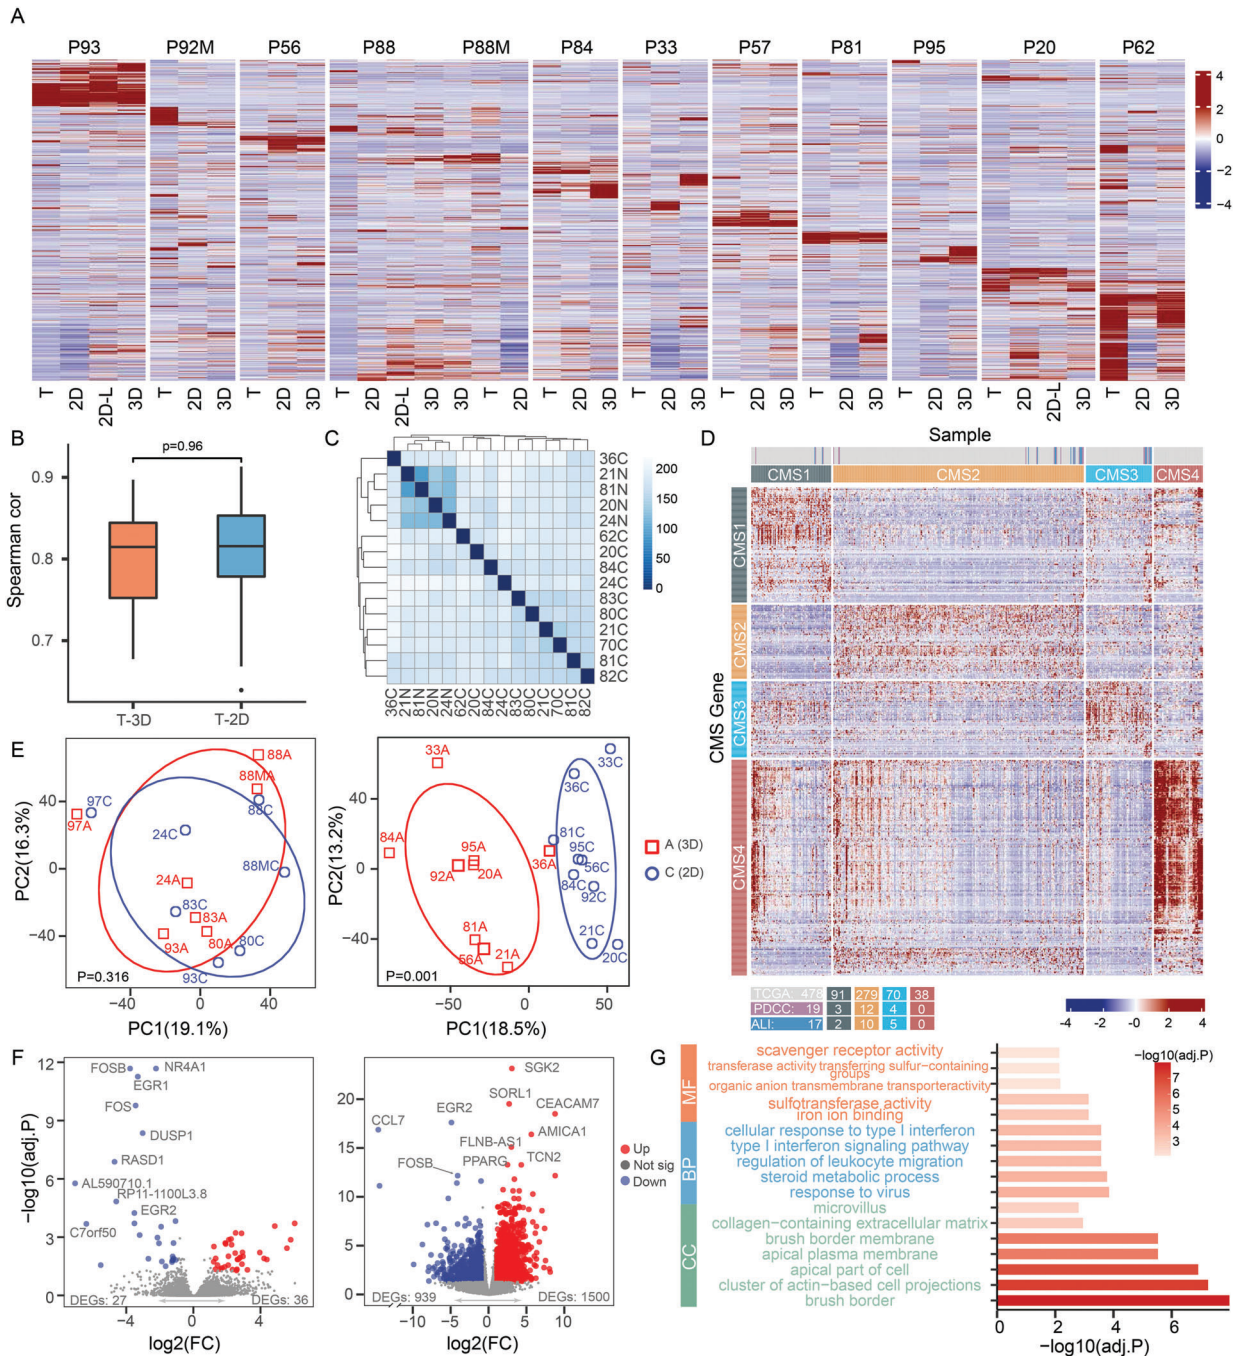 A
P93 P92M P56 P88 P88M P84 P33 P57 P81 P95 P20 P62
4
2
0
−2
−4
T 2D 2D-L 3D T 2D 3D T 2D 3D T 2D 2D-L 3D T 2D T 2D 3D T 2D 3D T 2D 3D T 2D 3D T 2D 3D T 2D 2D-L 3D T 2D 3D
B
p=0.96
Spearman cor
0.9
0.8
0.7
T-3D T-2D
C
36C
21N
81N
20N
24N
62C
20C
84C
24C
83C
80C
21C
70C
81C
82C
36C 21N 81N 20N 24N 62C 20C 84C 24C 83C 80C 21C 70C 81C 82C
200
150
100
50
0
D
Sample
CMS1 CMS2 CMS3 CMS4
CMS Gene
CMS1
CMS2
CMS3
CMS4
TCGA 478 91 279 70 38
PDCC: 19 3 12 4 0
ALI: 17 2 10 5 0
-4 -2 0 2 4
E
PC2(16.3%)
40
0
−40
88A
88MA
88C
97C
97A
24C
88MC
24A
83C
83A
80A
93A
80C
93C
P=0.316
−40 0 40
PC1(19.1%)
PC2(13.2%)
40
0
−40
33A
33C
36C
84A
81C
95A
36A
95C
56C
92A
20A
84C
92C
81A
56A
21A
21C
20C
P=0.001
−50 0 50
PC1(18.5%)
A (3D)
C (2D)
F
−log10(adj.P)
12
9
6
3
0
FOSB
NR4A1
EGR1
FOS
DUSP1
RASD1
AL590710.1
RP11-1100L3.8
EGR2
C7orf50
DEGs: 27 DEGs: 36
−4 0 4
log2(FC)
20
15
10
5
0
SGK2
SORL1
CEACAM7
EGR2
CCL7
AMICA1
FLNB-AS1
TCN2
PPARG
FOSB
DEGs: 939 DEGs: 1500
−10 −5 0 5 10
log2(FC)
Up
Not sig
Down
G
MF
BP
CC
scavenger receptor activity
transferase activity transferring sulfur-containing
groups
organic anion transmembrane transporteractivity
sulfotransferase activity
iron ion binding
cellular response to type I interferon
type I interferon signaling pathway
regulation of leukocyte migration
steroid metabolic process
response to virus
microvillus
collagen−containing extracellular matrix
brush border membrane
apical plasma membrane
apical part of cell
cluster of actin−based cell projections
brush border
0 2 4 6
−log10(adj.P)
−log10(adj.P)
7
6
5
4
3